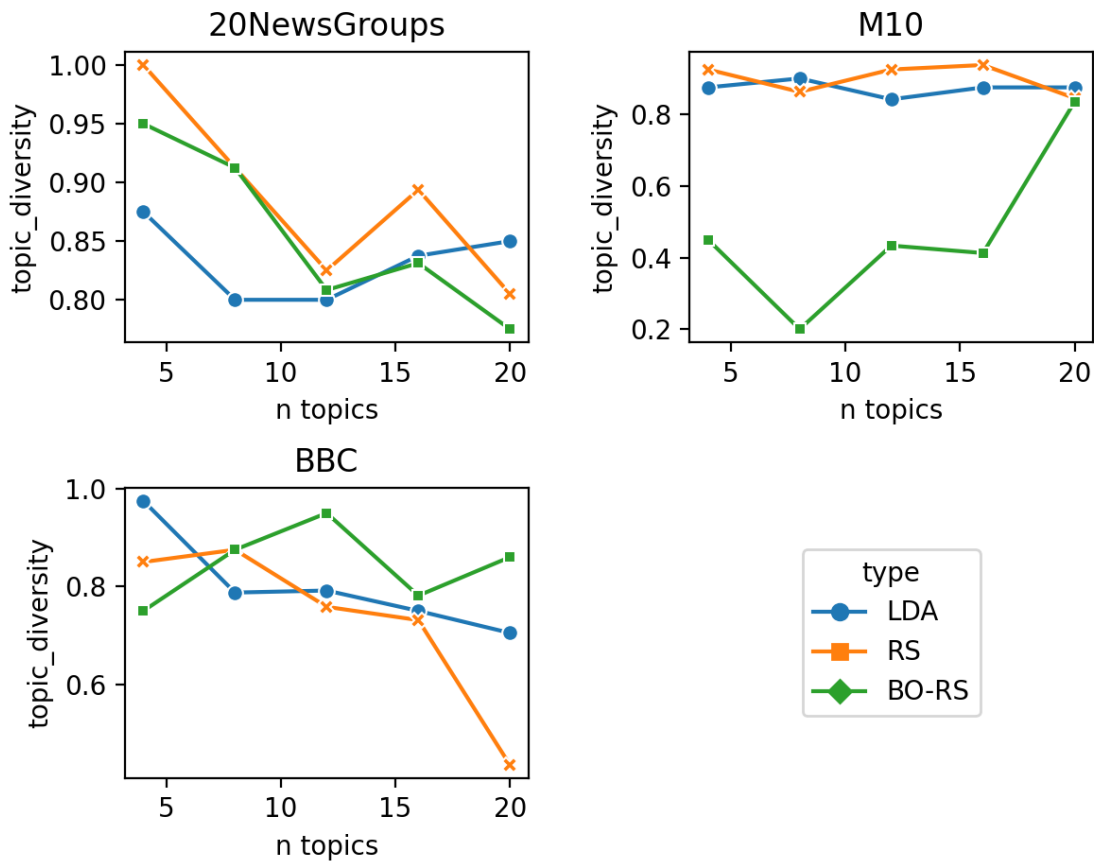 20NewsGroups
1.00
0.95
0.90
0.85
0.80
topic_diversity
5 10 15 20
n topics
M10
0.8
0.6
0.4
0.2
topic_diversity
5 10 15 20
n topics
BBC
1.0
0.8
0.6
topic_diversity
5 10 15 20
n topics
type
LDA
RS
BO-RS